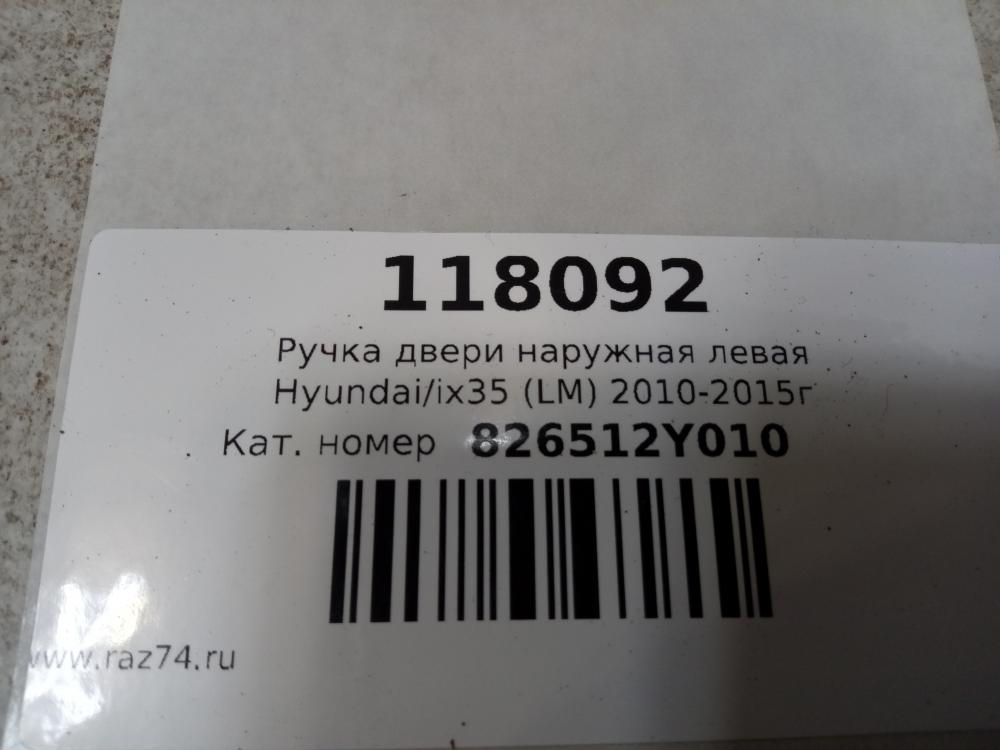 118092
Ручка двери наружная левая
Hyundai/ix35 (LM) 2010-2015г
Кат. номер 826512Y010
www.raz74.ru